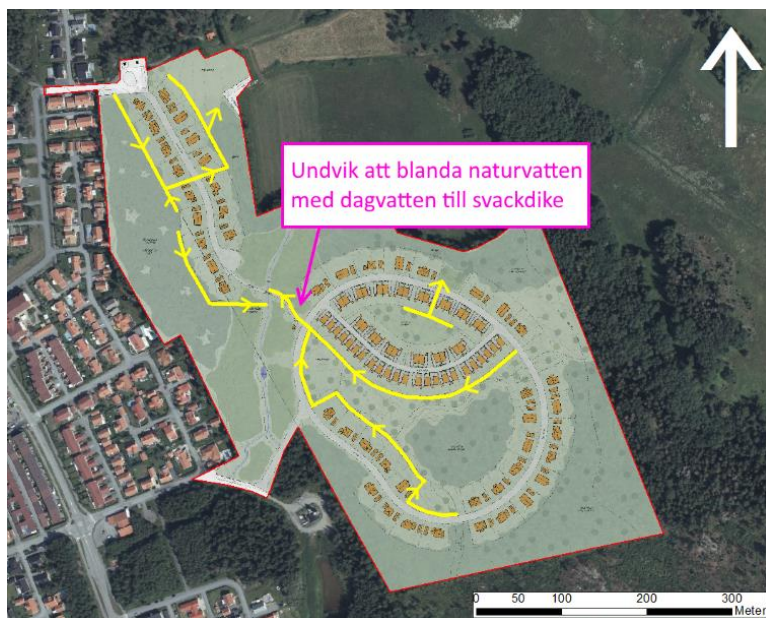 Undvik att blanda naturvatten
med dagvatten till svackdike
0 50 100 200 300
Meter